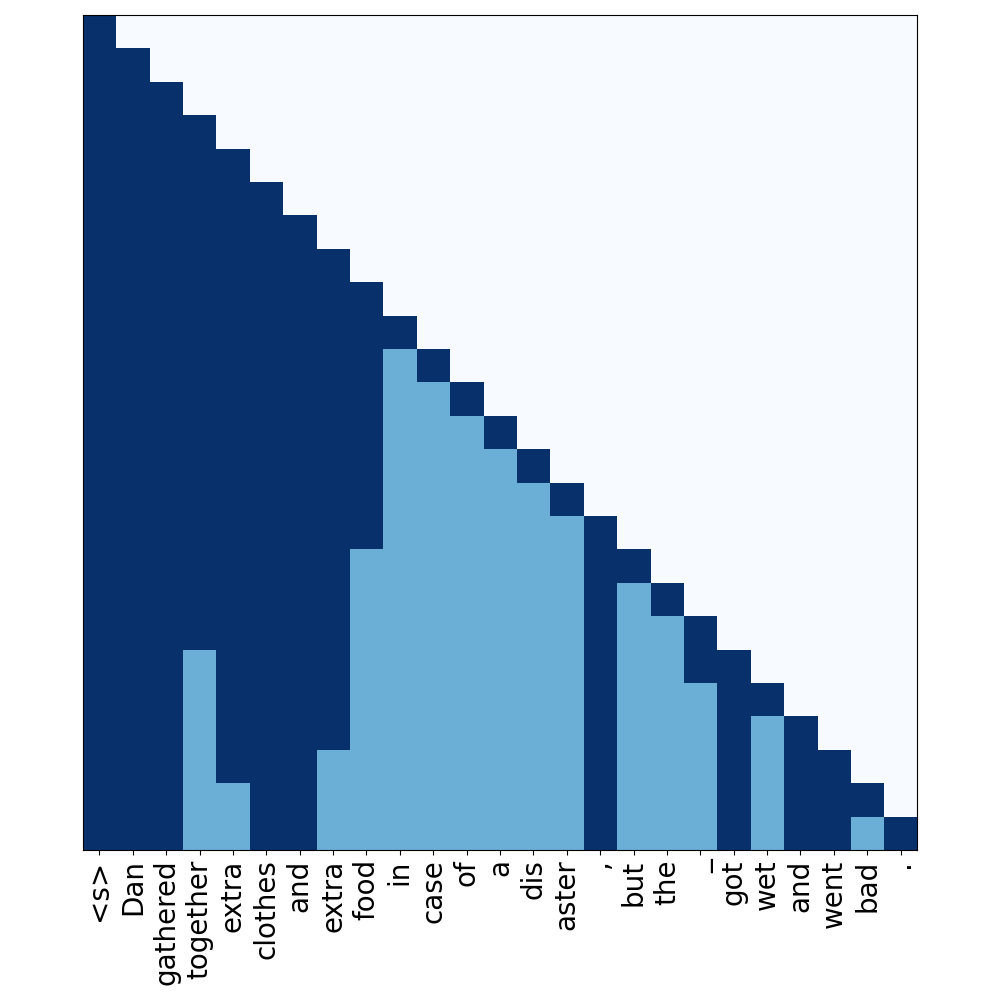 <s>
Dan
gathered
together
extra
clothes
and
extra
food
in
case
of
a
dis
aster
,
but
the
_
got
wet
and
went
bad
.